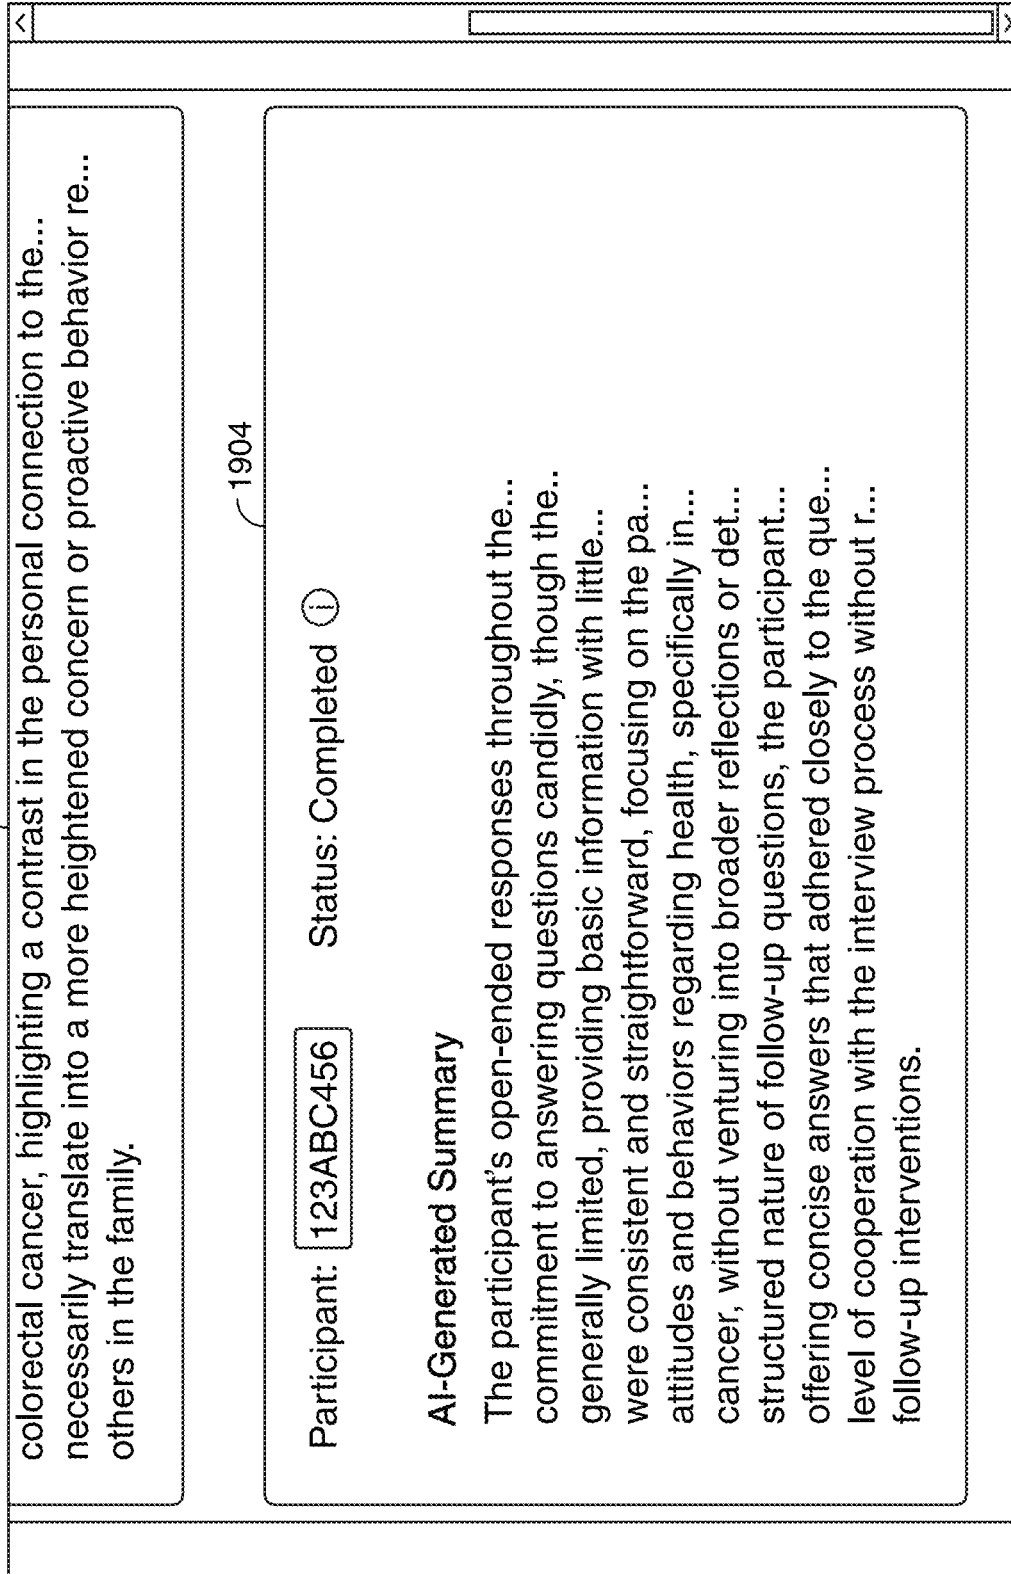 colorectal cancer, highlighting a contrast in the personal connection to the...
necessarily translate into a more heightened concern or proactive behavior re...
others in the family.
1904
Participant: 123ABC456 Status: Completed ⓘ
AI-Generated Summary
The participant's open-ended responses throughout the...
commitment to answering questions candidly, though the..
generally limited, providing basic information with little...
were consistent and straightforward, focusing on the pa...
attitudes and behaviors regarding health, specifically in...
cancer, without venturing into broader reflections or det...
structured nature of follow-up questions, the participant...
offering concise answers that adhered closely to the que...
level of cooperation with the interview process without r...
follow-up interventions.